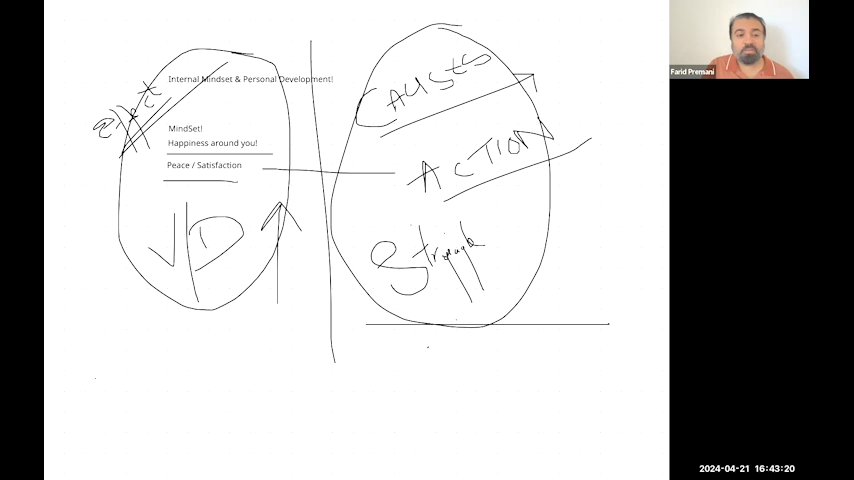 effect
Internal Mindset & Personal Development!
MindSet!
Happiness around you!
Peace / Satisfaction
CAUSES
ACTION
Struggle
Farid Premani
2024-04-21 16:43:20